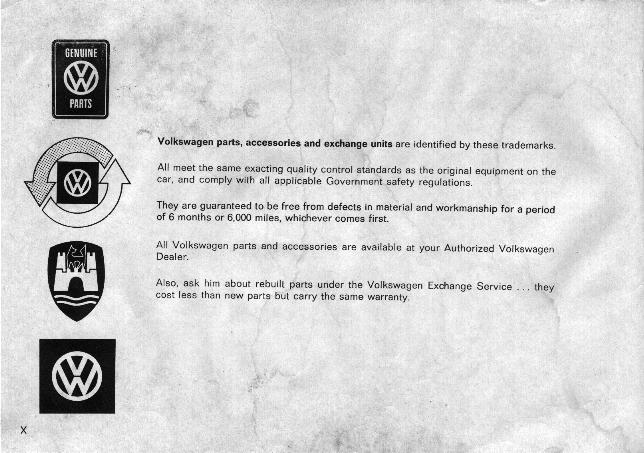 GENUINE
VW
PARTS
VW
Volkswagen parts, accessories and exchange units are identified by these trademarks.
All meet the same exacting quality control standards as the original equipment on the
car, and comply with all applicable Government safety regulations.
They are guaranteed to be free from defects in material and workmanship for a period
of 6 months or 6,000 miles, whichever comes first.
All Volkswagen parts and accessories are available at your Authorized Volkswagen
Dealer.
Also, ask him about rebuilt parts under the Volkswagen Exchange Service ... they
cost less than new parts but carry the same warranty.
VW
X